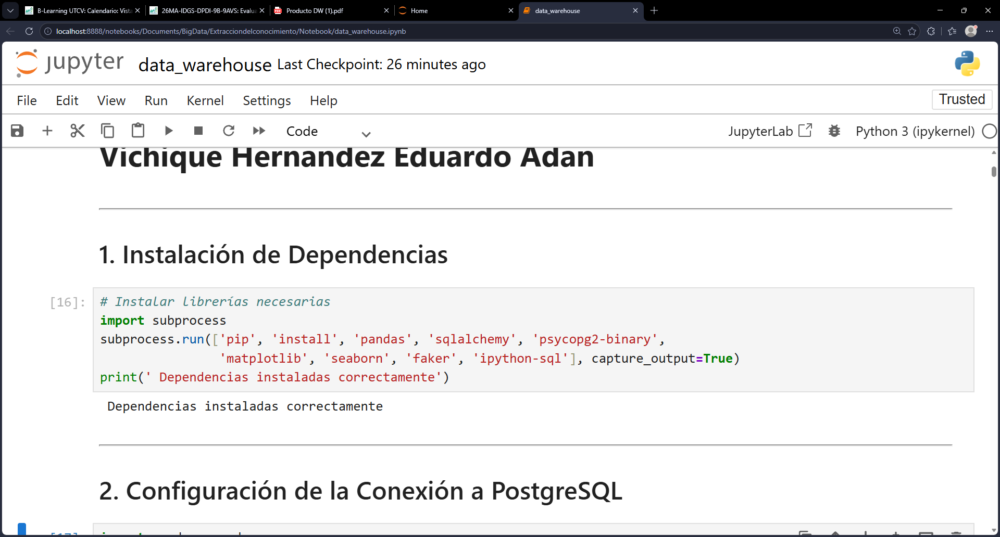 B-Learning UTCV: Calendario: Vist
26MA-IDGS-DPDI-9B-9AVS: Evalu
Producto DW (1).pdf
Home
data_warehouse
localhost:8888/notebooks/Documents/BigData/Extracciondelconocimiento/Notebook/data_warehouse.ipynb
jupyter data_warehouse Last Checkpoint: 26 minutes ago
File Edit View Run Kernel Settings Help Trusted
Code JupyterLab Python 3 (ipykernel)
Vichique Hernandez Eduardo Adan
1. Instalación de Dependencias
[16]: # Instalar librerías necesarias
import subprocess
subprocess.run(['pip', 'install', 'pandas', 'sqlalchemy', 'psycopg2-binary',
'matplotlib', 'seaborn', 'faker', 'ipython-sql'], capture_output=True)
print(' Dependencias instaladas correctamente')
Dependencias instaladas correctamente
2. Configuración de la Conexión a PostgreSQL